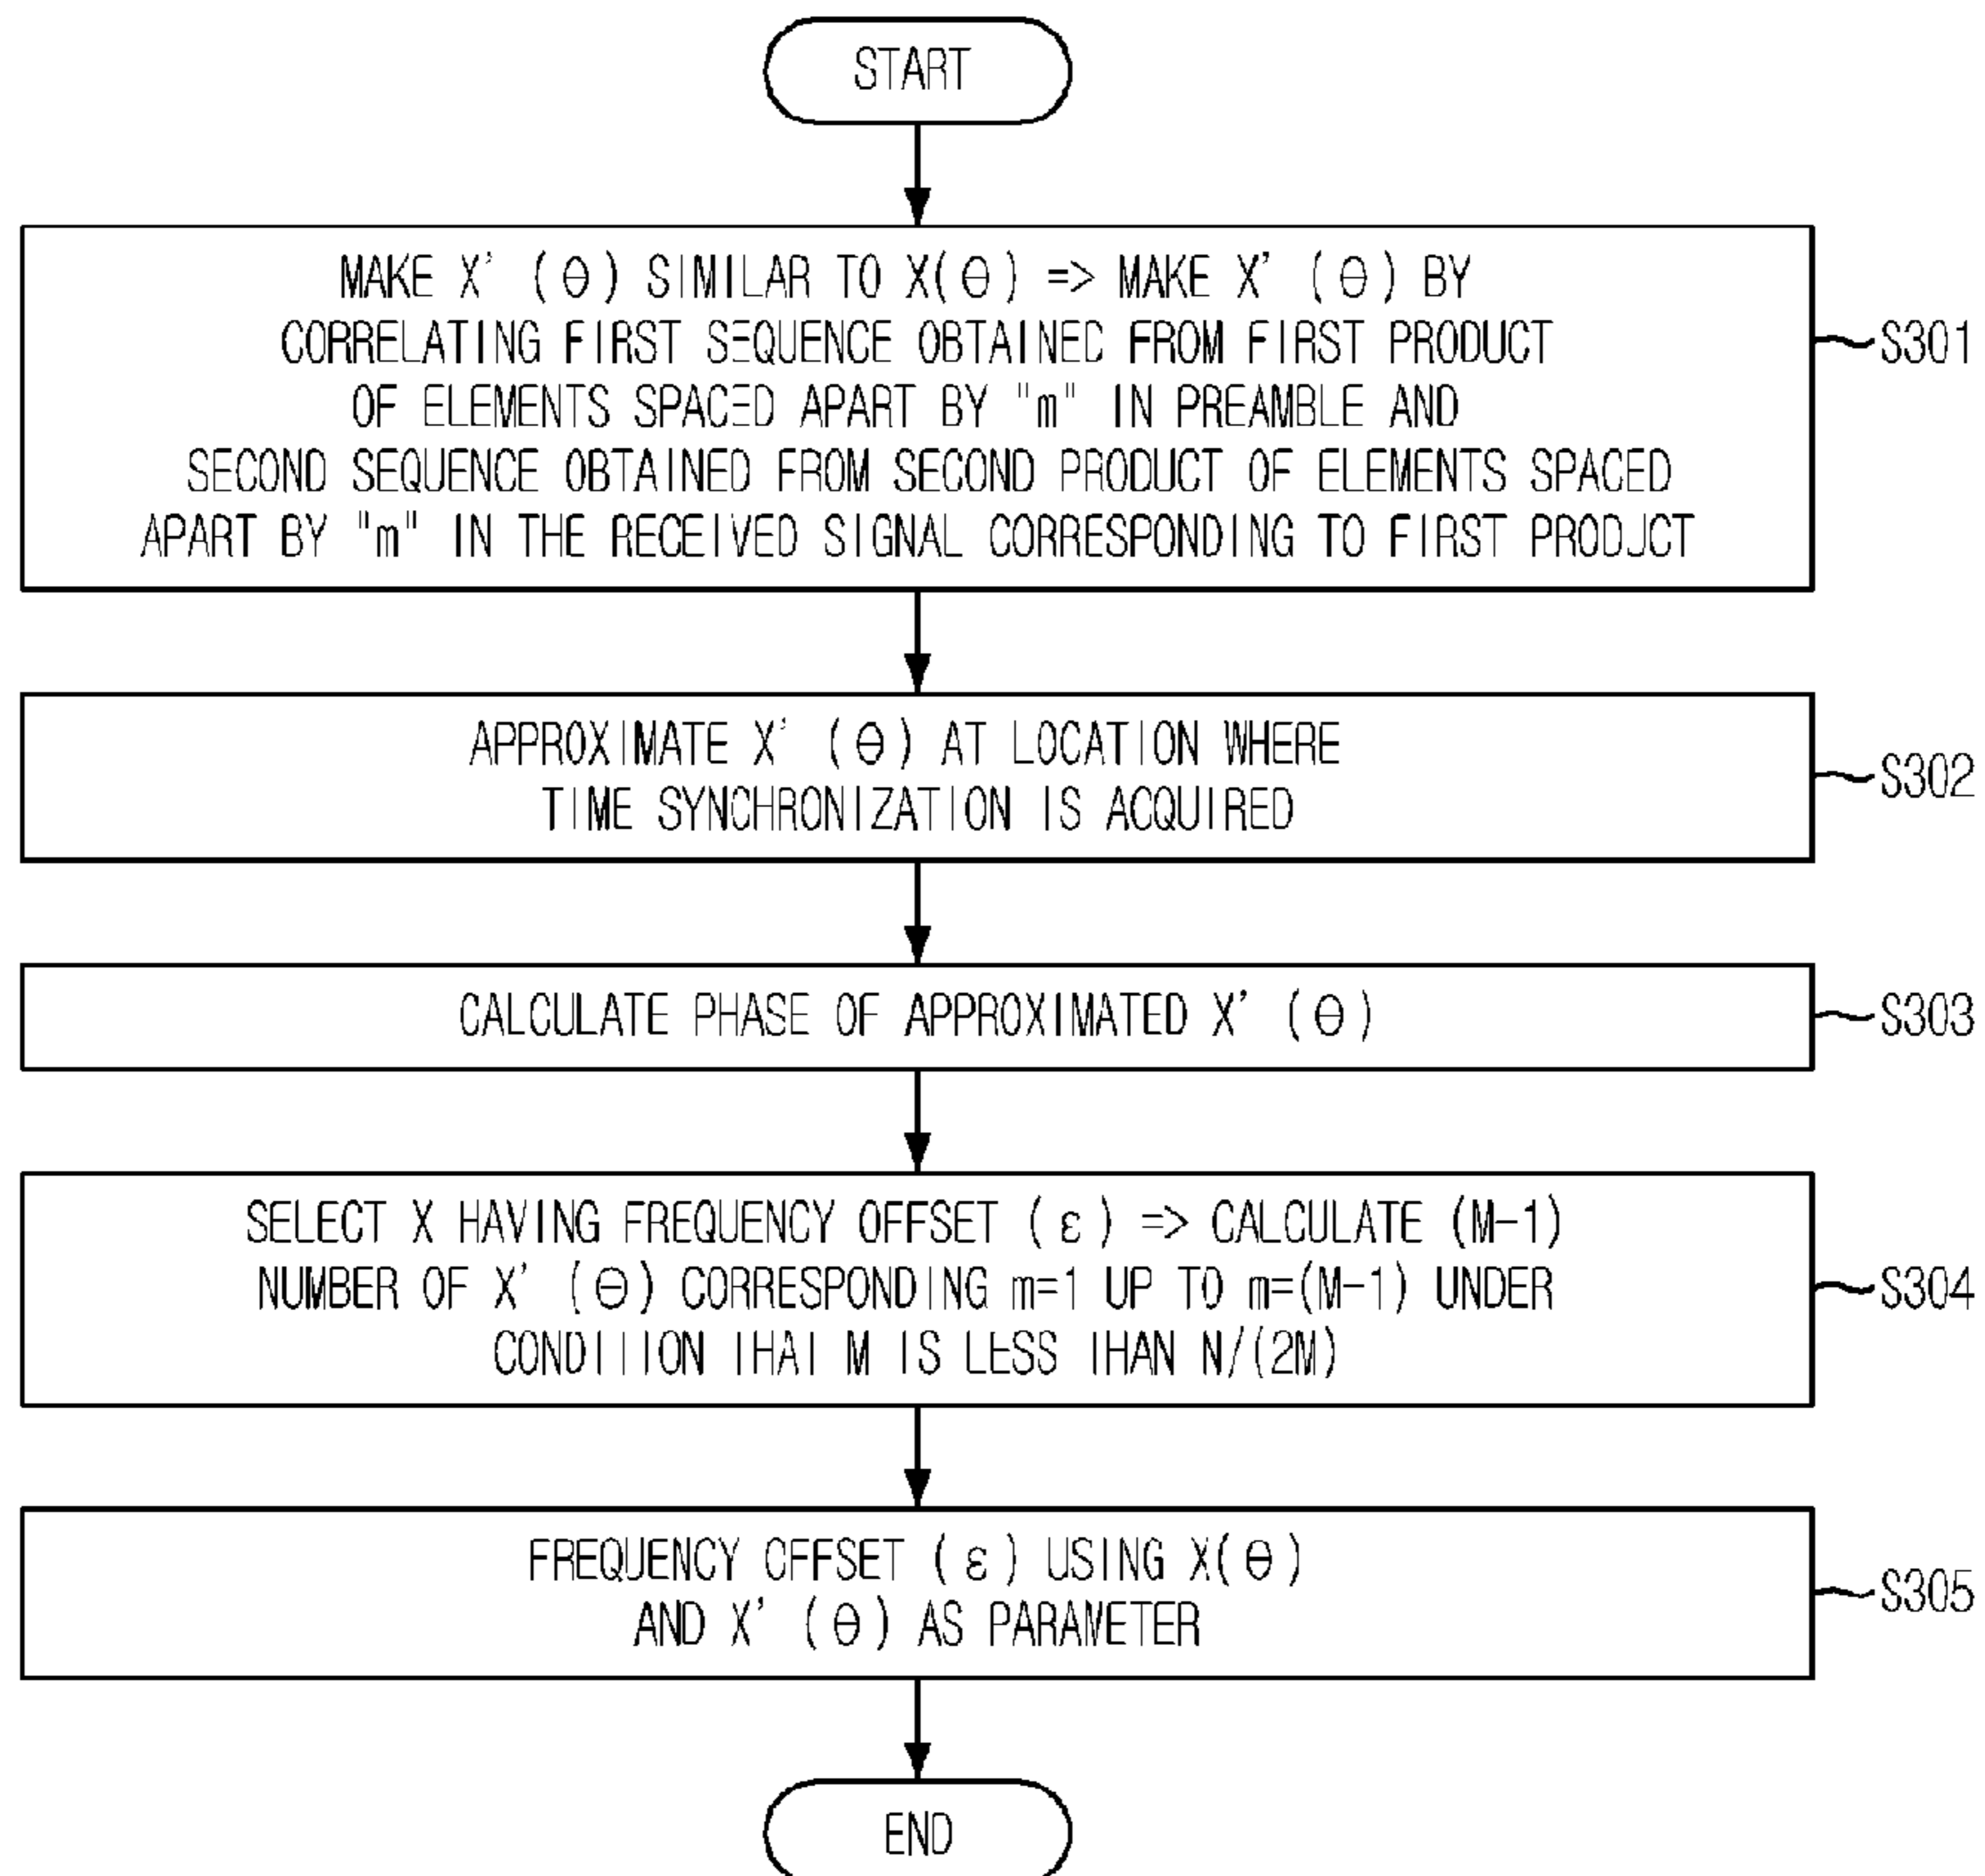 START
MAKE X' (θ) SIMILAR TO X(θ) => MAKE X' (θ) BY
CORRELATING FIRST SEQUENCE OBTAINED FROM FIRST PRODUCT
OF ELEMENTS SPACED APART BY "m" IN PREAMBLE AND
SECOND SEQUENCE OBTAINED FROM SECOND PRODUCT OF ELEMENTS SPACED
APART BY "m" IN THE RECEIVED SIGNAL CORRESPONDING TO FIRST PRODUCT
S301
APPROXIMATE X' (θ) AT LOCATION WHERE
TIME SYNCHRONIZATION IS ACQUIRED
S302
CALCULATE PHASE OF APPROXIMATED X' (θ)
S303
SELECT X HAVING FREQUENCY OFFSET (ε) => CALCULATE (M-1)
NUMBER OF X' (θ) CORRESPONDING m=1 UP TO m=(M-1) UNDER
CONDITION THAT M IS LESS THAN N/(2M)
S304
FREQUENCY OFFSET (ε) USING X(θ)
AND X' (θ) AS PARAMETER
S305
END